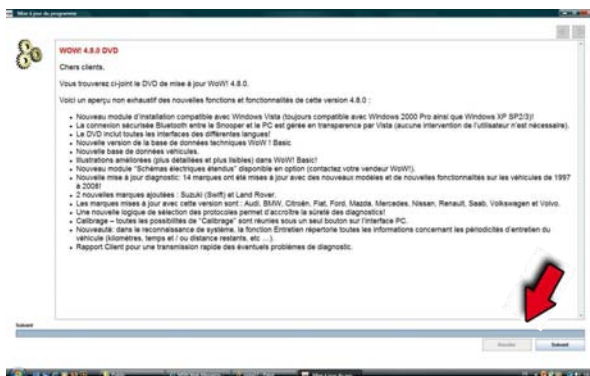 Mise à jour du programme
WOW! 4.8.0 DVD
Chers clients,
Vous trouverez ci-joint le DVD de mise à jour WoW! 4.8.0.
Voici un aperçu non exhaustif des nouvelles fonctions et fonctionnalités de cette version 4.8.0 :
Nouveau module d'installation compatible avec Windows Vista (toujours compatible avec Windows 2000 Pro ainsi que Windows XP SP2/3)!
La connexion sécurisée Bluetooth entre le Snooper et le PC est gérée en transparence par Vista (aucune intervention de l'utilisateur n'est nécessaire).
Le DVD inclut toutes les interfaces des différentes langues!
Nouvelle version de la base de données techniques WoW ! Basic
Nouvelle base de données véhicules.
Illustrations améliorées (plus détaillées et plus lisibles) dans WoW! Basic!
Nouveau module "Schémas électriques étendus" disponible en option (contactez votre vendeur WoW!).
Nouvelle mise à jour diagnostic: 14 marques ont été mises à jour avec des nouveaux modèles et de nouvelles fonctionnalités sur les véhicules de 1997
à 2008!
2 nouvelles marques ajoutées : Suzuki (Swift) et Land Rover.
Les marques mises à jour avec cette version sont : Audi, BMW, Citroën, Fiat, Ford, Mazda, Mercedes, Nissan, Renault, Saab, Volkswagen et Volvo.
Une nouvelle logique de sélection des protocoles permet d'accroître la sûreté des diagnostics!
Calibrage – toutes les possibilités de "Calibrage" sont réunies sous un seul bouton sur l'interface PC.
Nouveauté: dans la reconnaissance de système, la fonction Entretien répertorie toutes les informations concernant les périodicités d'entretien du
véhicule (kilomètres, temps et / ou distance restants, etc ...).
Rapport Client pour une transmission rapide des éventuels problèmes de diagnostic.
Suivant
Suivant